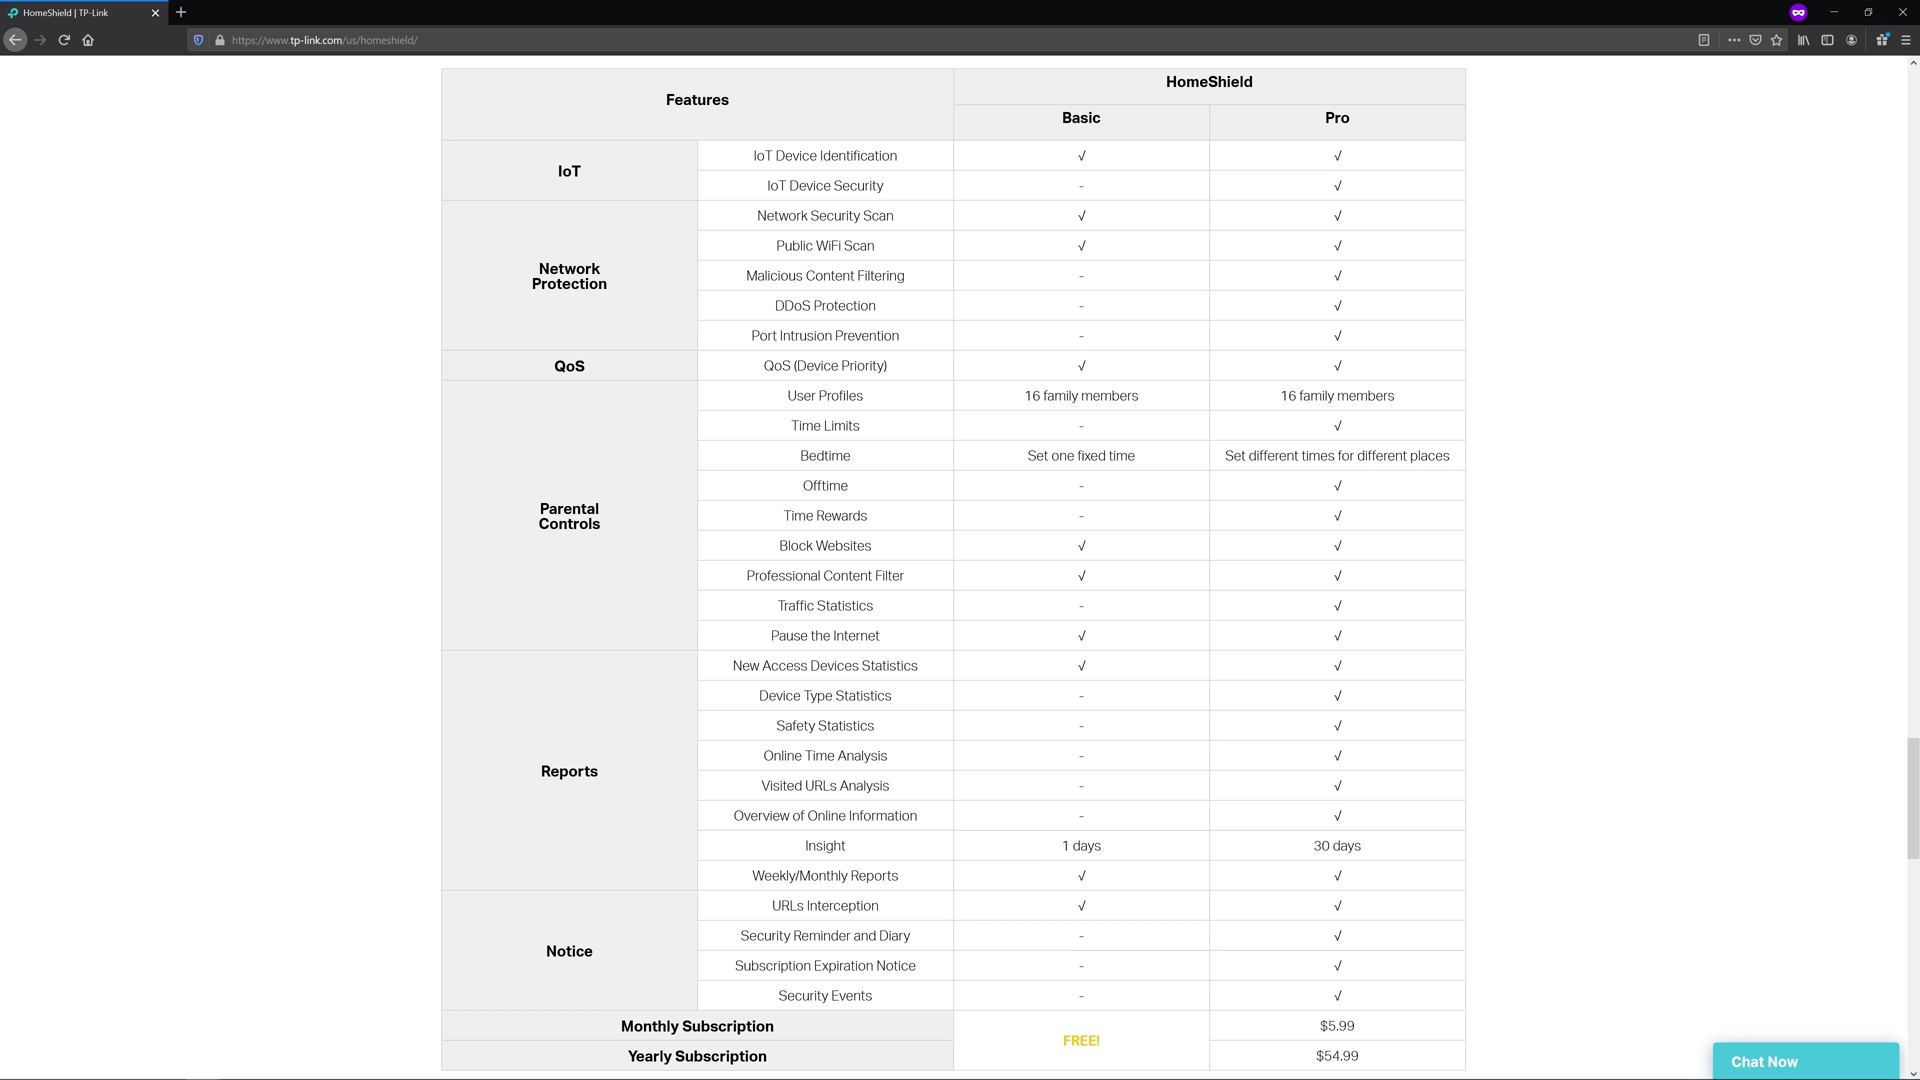 HomeShield | TP-Link
https://www.tp-link.com/us/homeshield/
Features
HomeShield
Basic
Pro
IoT
IoT Device Identification √ √
IoT Device Security - √
Network
Protection
Network Security Scan √ √
Public WiFi Scan √ √
Malicious Content Filtering - √
DDoS Protection - √
Port Intrusion Prevention - √
QoS
QoS (Device Priority) √ √
Parental
Controls
User Profiles 16 family members 16 family members
Time Limits - √
Bedtime Set one fixed time Set different times for different places
Offtime - √
Time Rewards - √
Block Websites √ √
Professional Content Filter √ √
Traffic Statistics - √
Pause the Internet √ √
Reports
New Access Devices Statistics √ √
Device Type Statistics - √
Safety Statistics - √
Online Time Analysis - √
Visited URLs Analysis - √
Overview of Online Information - √
Insight 1 days 30 days
Weekly/Monthly Reports √ √
Notice
URLs Interception √ √
Security Reminder and Diary - √
Subscription Expiration Notice - √
Security Events - √
Monthly Subscription
FREE!
$5.99
Yearly Subscription
$54.99
Chat Now